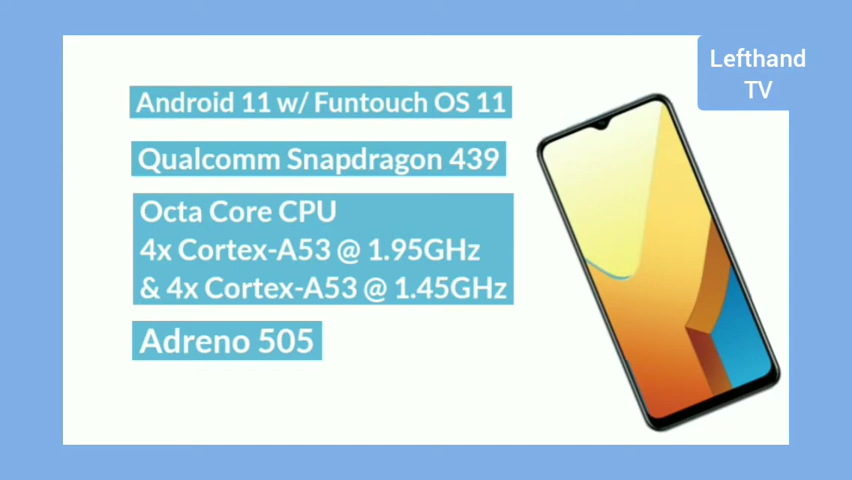 Lefthand
TV
Android 11 w/ Funtouch OS 11
Qualcomm Snapdragon 439
Octa Core CPU
4x Cortex-A53 @ 1.95GHz
& 4x Cortex-A53 @ 1.45GHz
Adreno 505